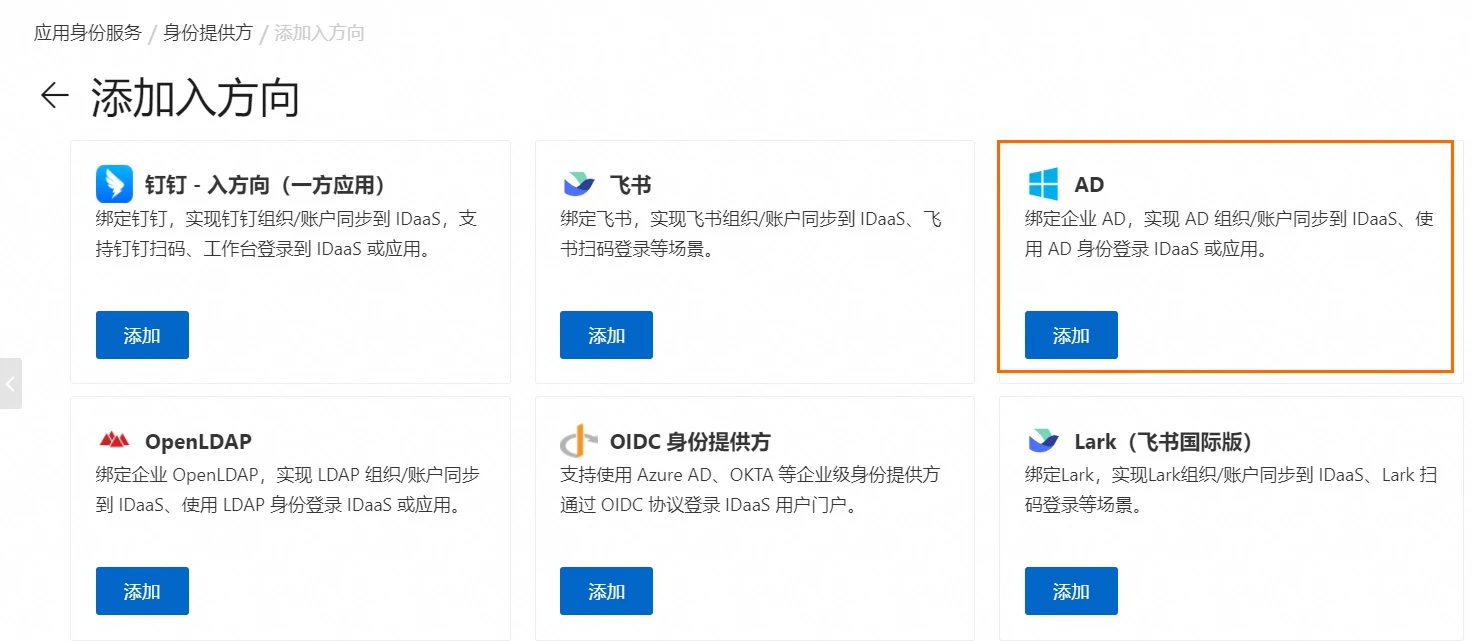 应用身份服务 / 身份提供方 / 添加入方向
添加入方向
钉钉 - 入方向（一方应用）
绑定钉钉，实现钉钉组织/账户同步到 IDaaS，支
持钉钉扫码、工作台登录到 IDaaS 或应用。
添加
飞书
绑定飞书，实现飞书组织/账户同步到 IDaaS、飞
书扫码登录等场景。
添加
AD
绑定企业 AD，实现 AD 组织/账户同步到 IDaaS、使
用 AD 身份登录 IDaaS 或应用。
添加
OpenLDAP
绑定企业 OpenLDAP，实现 LDAP 组织/账户同步
到 IDaaS、使用 LDAP 身份登录 IDaaS 或应用。
添加
OIDC 身份提供方
支持使用 Azure AD、OKTA 等企业级身份提供方
通过 OIDC 协议登录 IDaaS 用户门户。
添加
Lark（飞书国际版）
绑定Lark，实现Lark组织/账户同步到 IDaaS、Lark 扫
码登录等场景。
添加